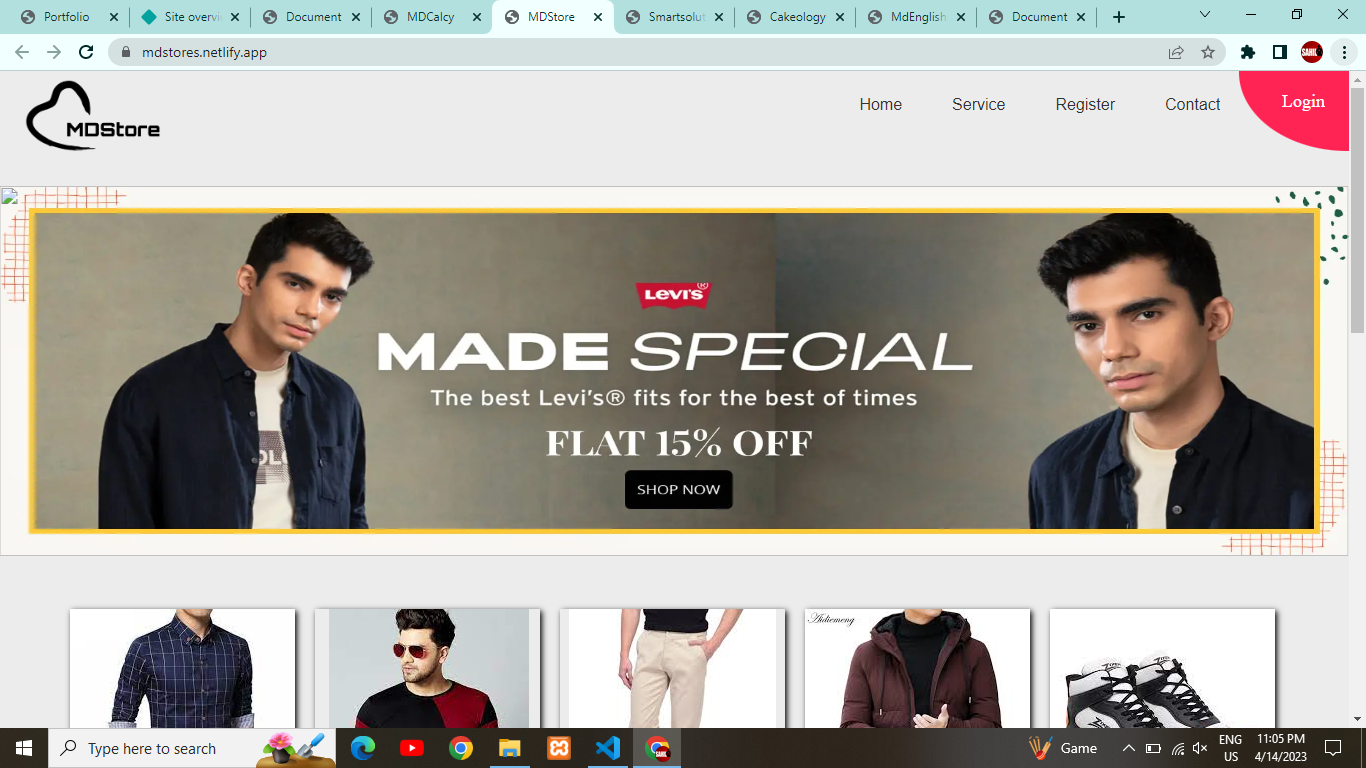 Portfolio
Site overvi
Document
MDCalcy
MDStore
Smartsolut
Cakeology
MdEnglish
Document
mdstores.netlify.app
SAHIL
MDStore
Home
Service
Register
Contact
Login
LEVI'S®
MADE SPECIAL
The best Levi's® fits for the best of times
FLAT 15% OFF
SHOP NOW
Aidiemeng
Type here to search
Game
ENG
US
11:05 PM
4/14/2023